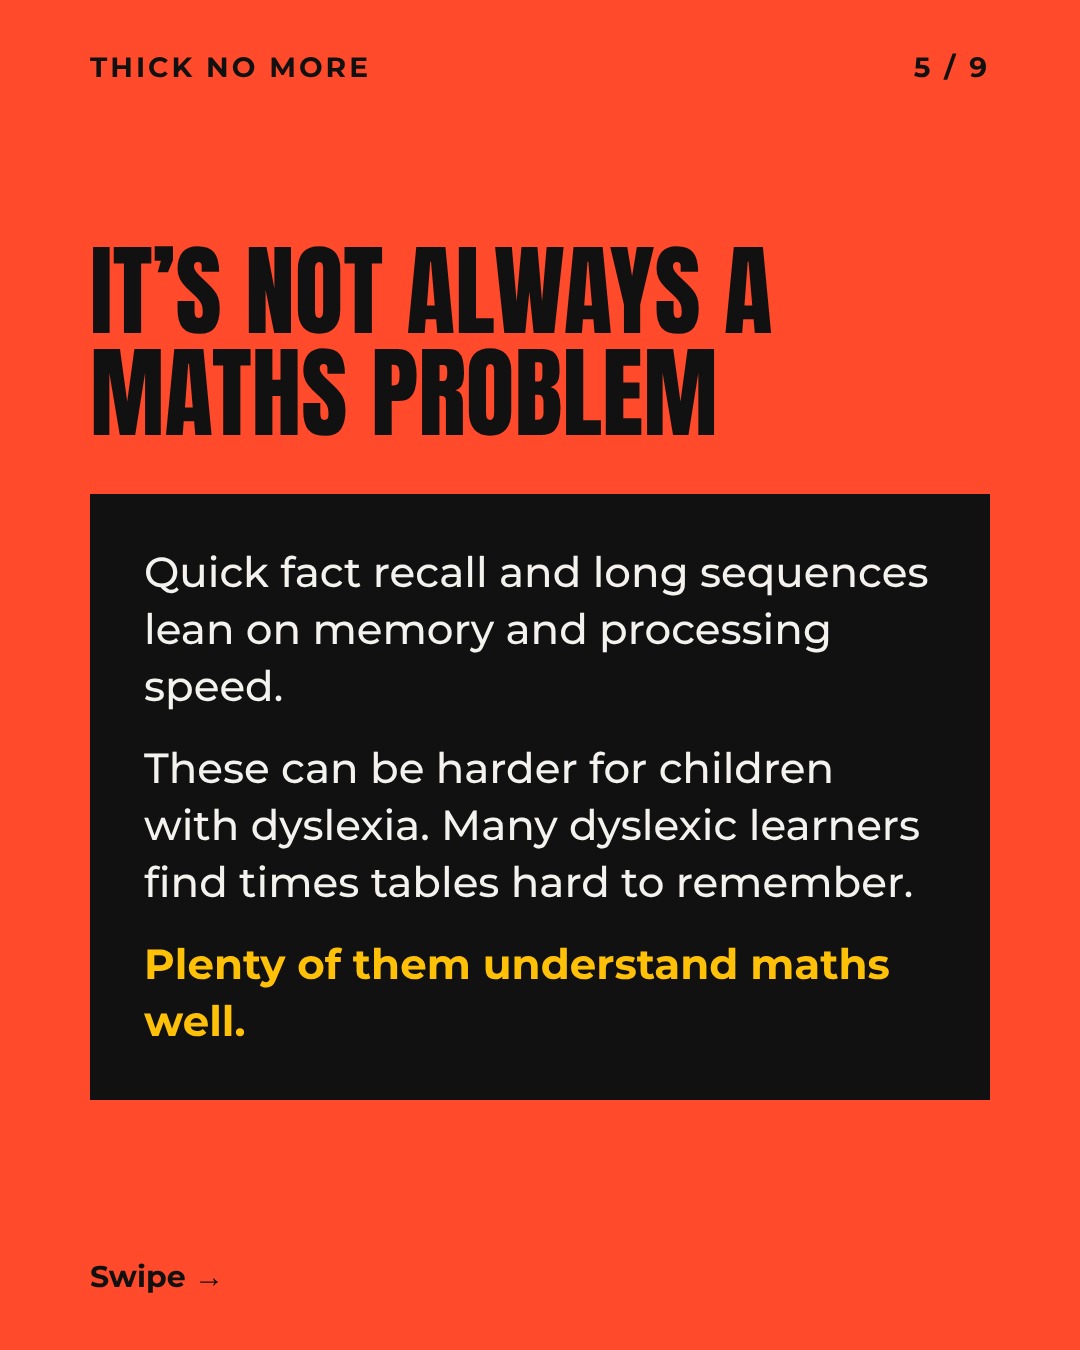 THICK NO MORE
5 / 9
IT’S NOT ALWAYS A
MATHS PROBLEM
Quick fact recall and long sequences
lean on memory and processing
speed.
These can be harder for children
with dyslexia. Many dyslexic learners
find times tables hard to remember.
Plenty of them understand maths
well.
Swipe →